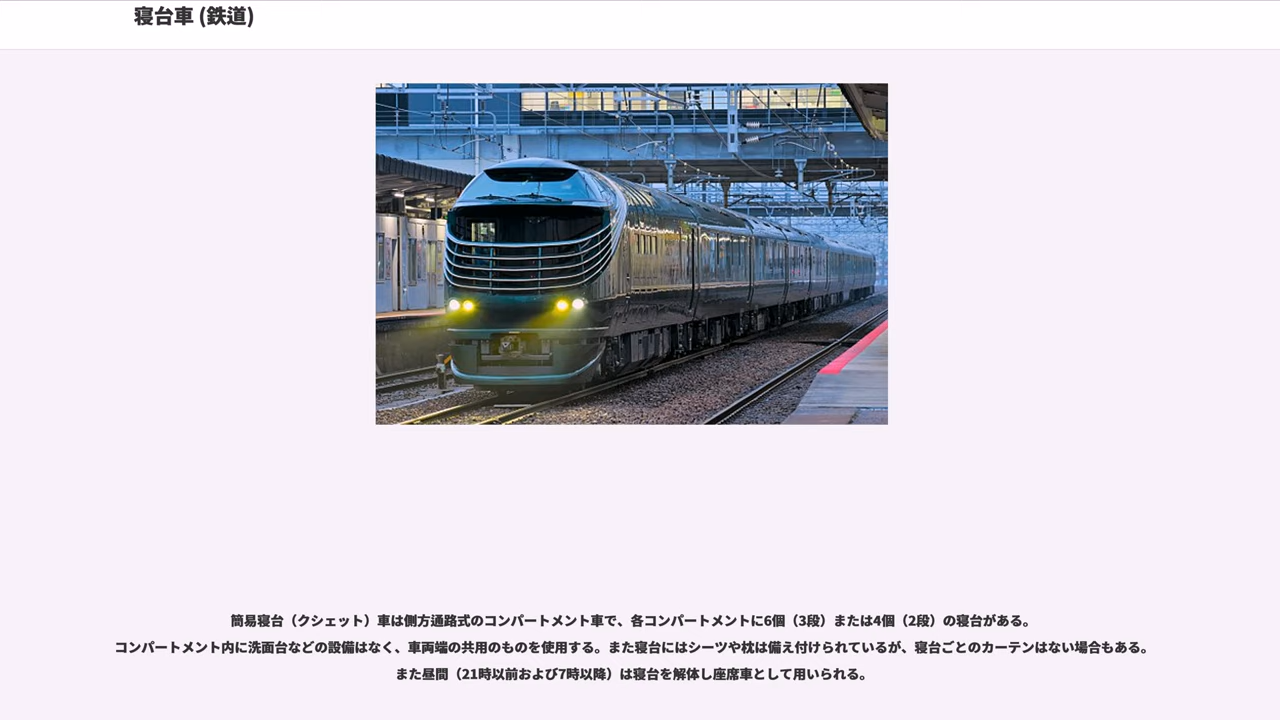 寝台車 (鉄道)
簡易寝台（クシェット）車は側方通路式のコンパートメント車で、各コンパートメントに6個（3段）または4個（2段）の寝台がある。
コンパートメント内に洗面台などの設備はなく、車両端の共用のものを使用する。また寝台にはシーツや枕は備え付けられているが、寝台ごとのカーテンはない場合もある。
また昼間（21時以前および7時以降）は寝台を解体し座席車として用いられる。